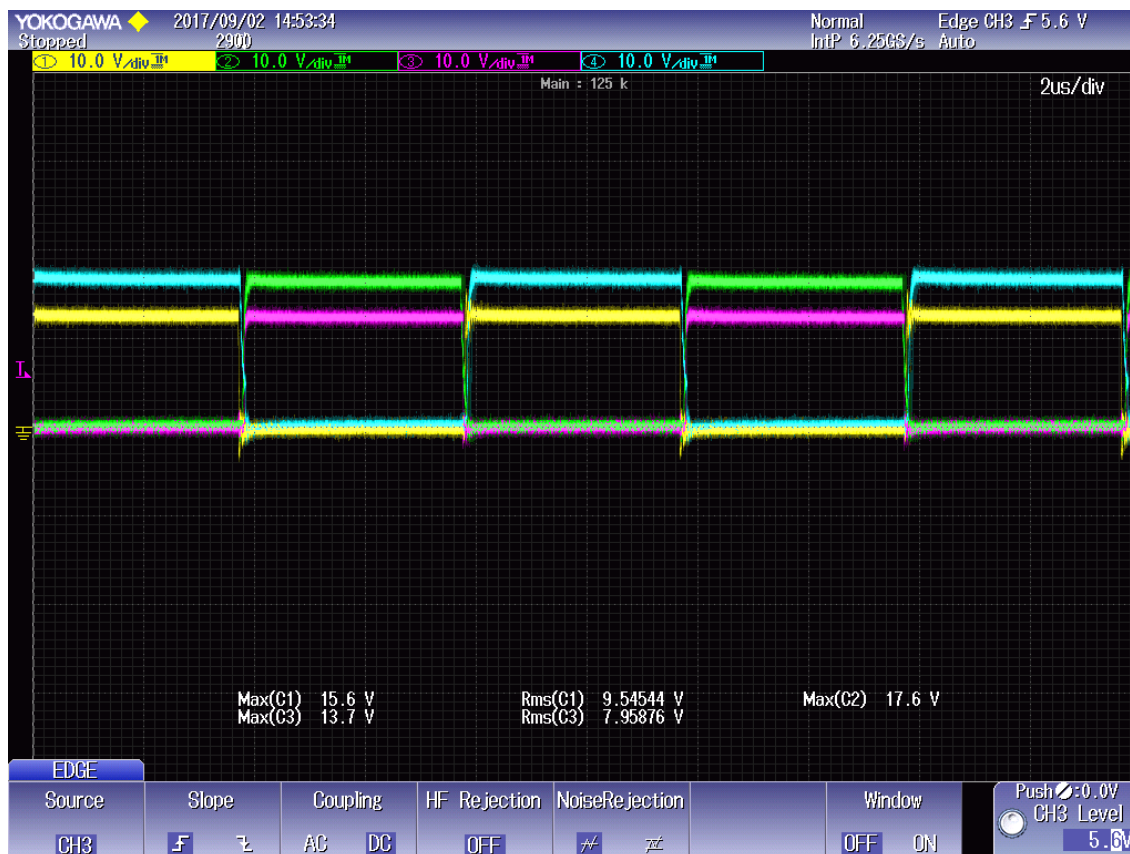 YOKOGAWA 2017/09/02 14:53:34 Normal Edge CH3 5.6 V
Stopped 2900 IntP 6.25GS/s Auto
1 10.0 V/div 1M 2 10.0 V/div 1M 3 10.0 V/div 1M 4 10.0 V/div 1M
Main : 125 k
2us/div
Max(C1) 15.6 V Rms(C1) 9.54544 V Max(C2) 17.6 V
Max(C3) 13.7 V Rms(C3) 7.95876 V
EDGE
Source Slope Coupling HF Rejection NoiseRejection Window Push :0.0V
CH3 Level
CH3 AC DC OFF OFF ON 5.6V